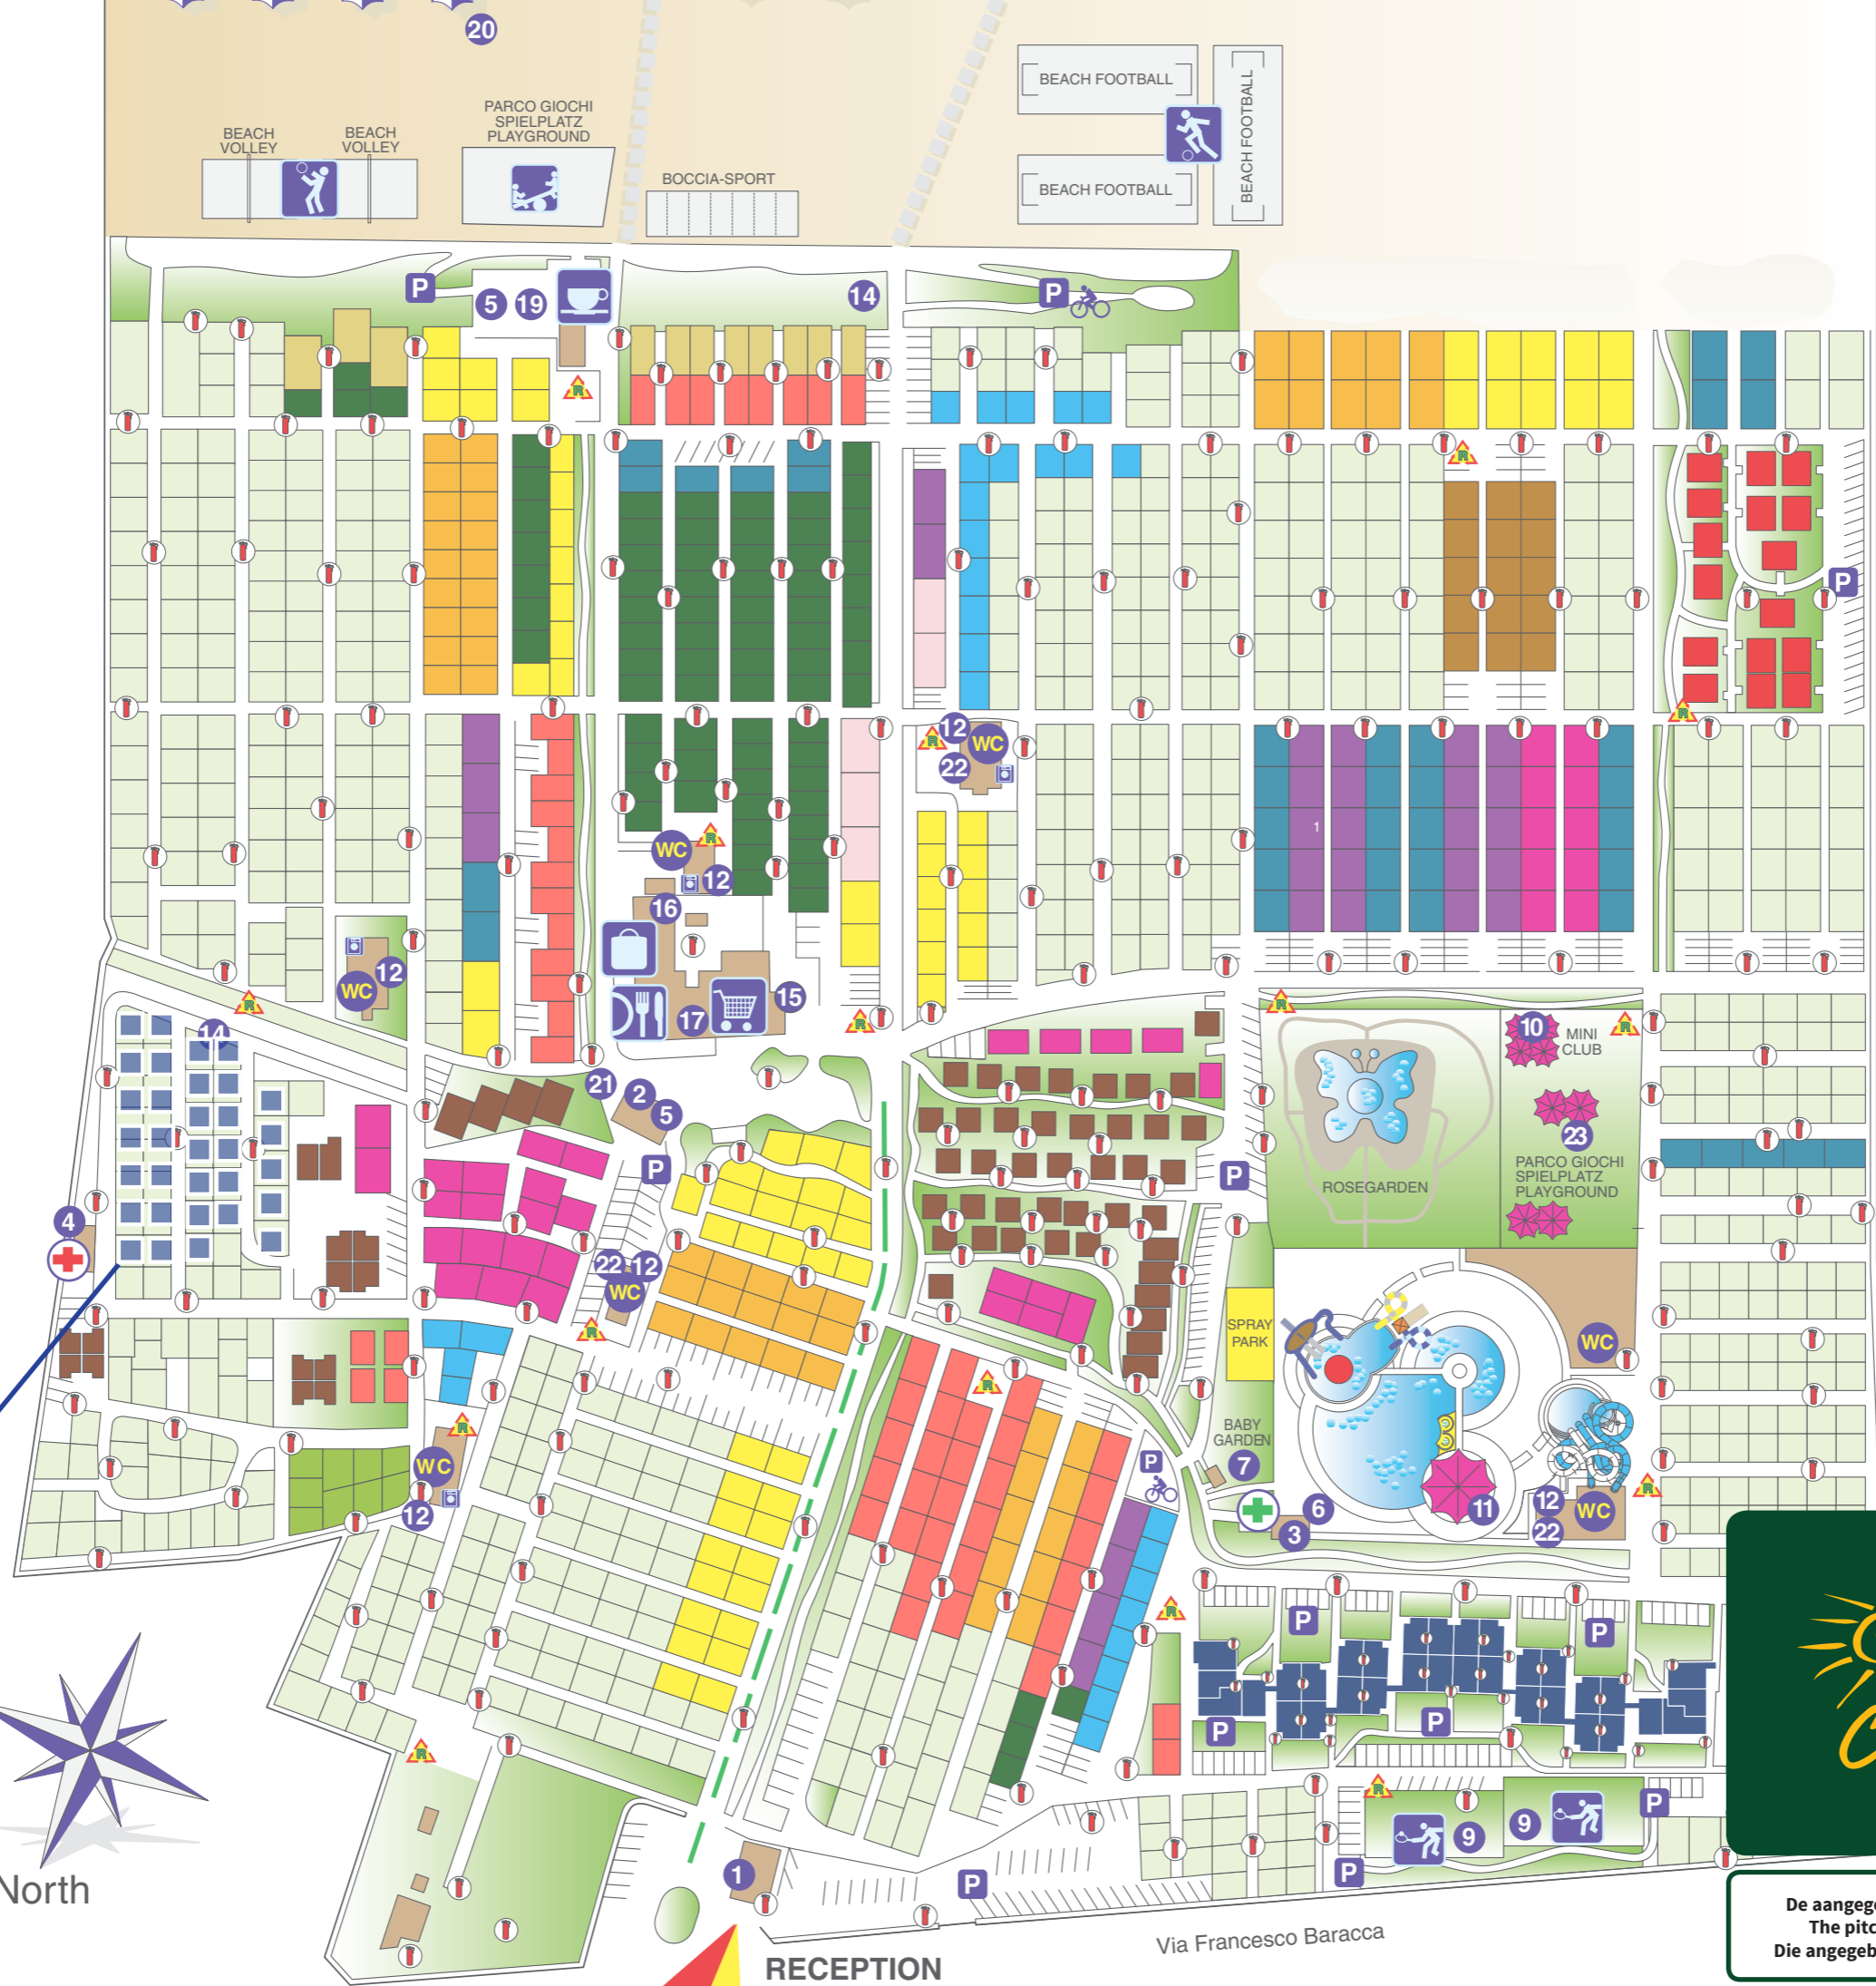 20
BEACH FOOTBALL
BEACH FOOTBALL
BEACH FOOTBALL
PARCO GIOCHI
SPIELPLATZ
PLAYGROUND
BEACH
VOLLEY
BEACH
VOLLEY
BOCCIA-SPORT
P
5
19
14
P
P
12
WC
22
1
WC
12
16
12
WC
15
17
14
10
MINI
CLUB
21
2
5
23
P
P
PARCO GIOCHI
SPIELPLATZ
PLAYGROUND
ROSEGARDEN
4
22
12
WC
SPRAY
PARK
WC
BABY
GARDEN
7
P
WC
12
6
3
11
12
WC
22
P
P
P
P
P
9
9
P
1
P
North
Via Francesco Baracca
RECEPTION
De aangeg
The pitc
Die angegeb